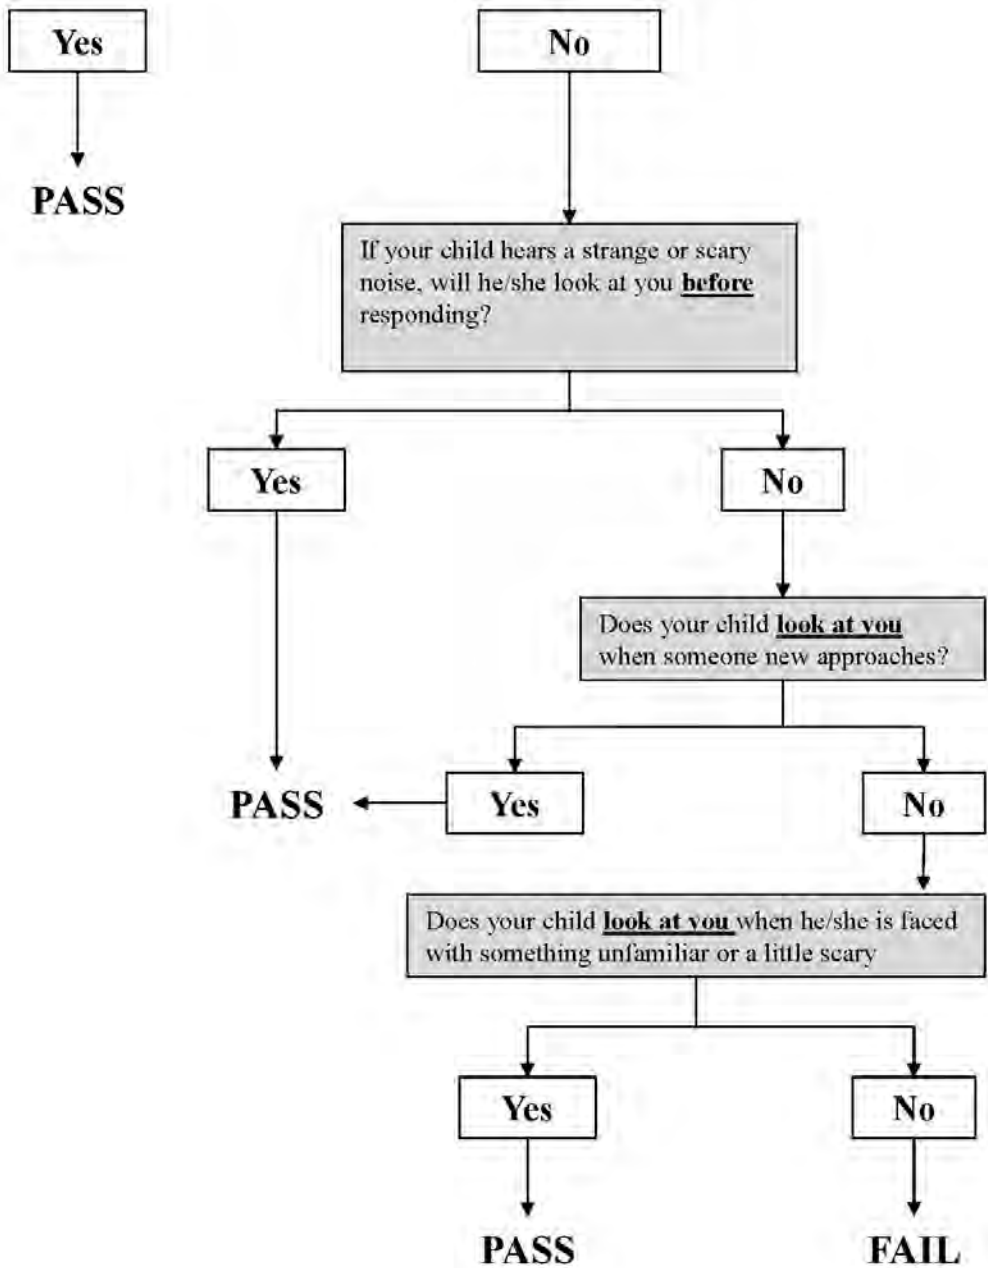 Yes
No
PASS
If your child hears a strange or scary
noise, will he/she look at you before
responding?
Yes
No
Does your child look at you
when someone new approaches?
PASS
Yes
No
Does your child look at you when he/she is faced
with something unfamiliar or a little scary
Yes
No
PASS
FAIL